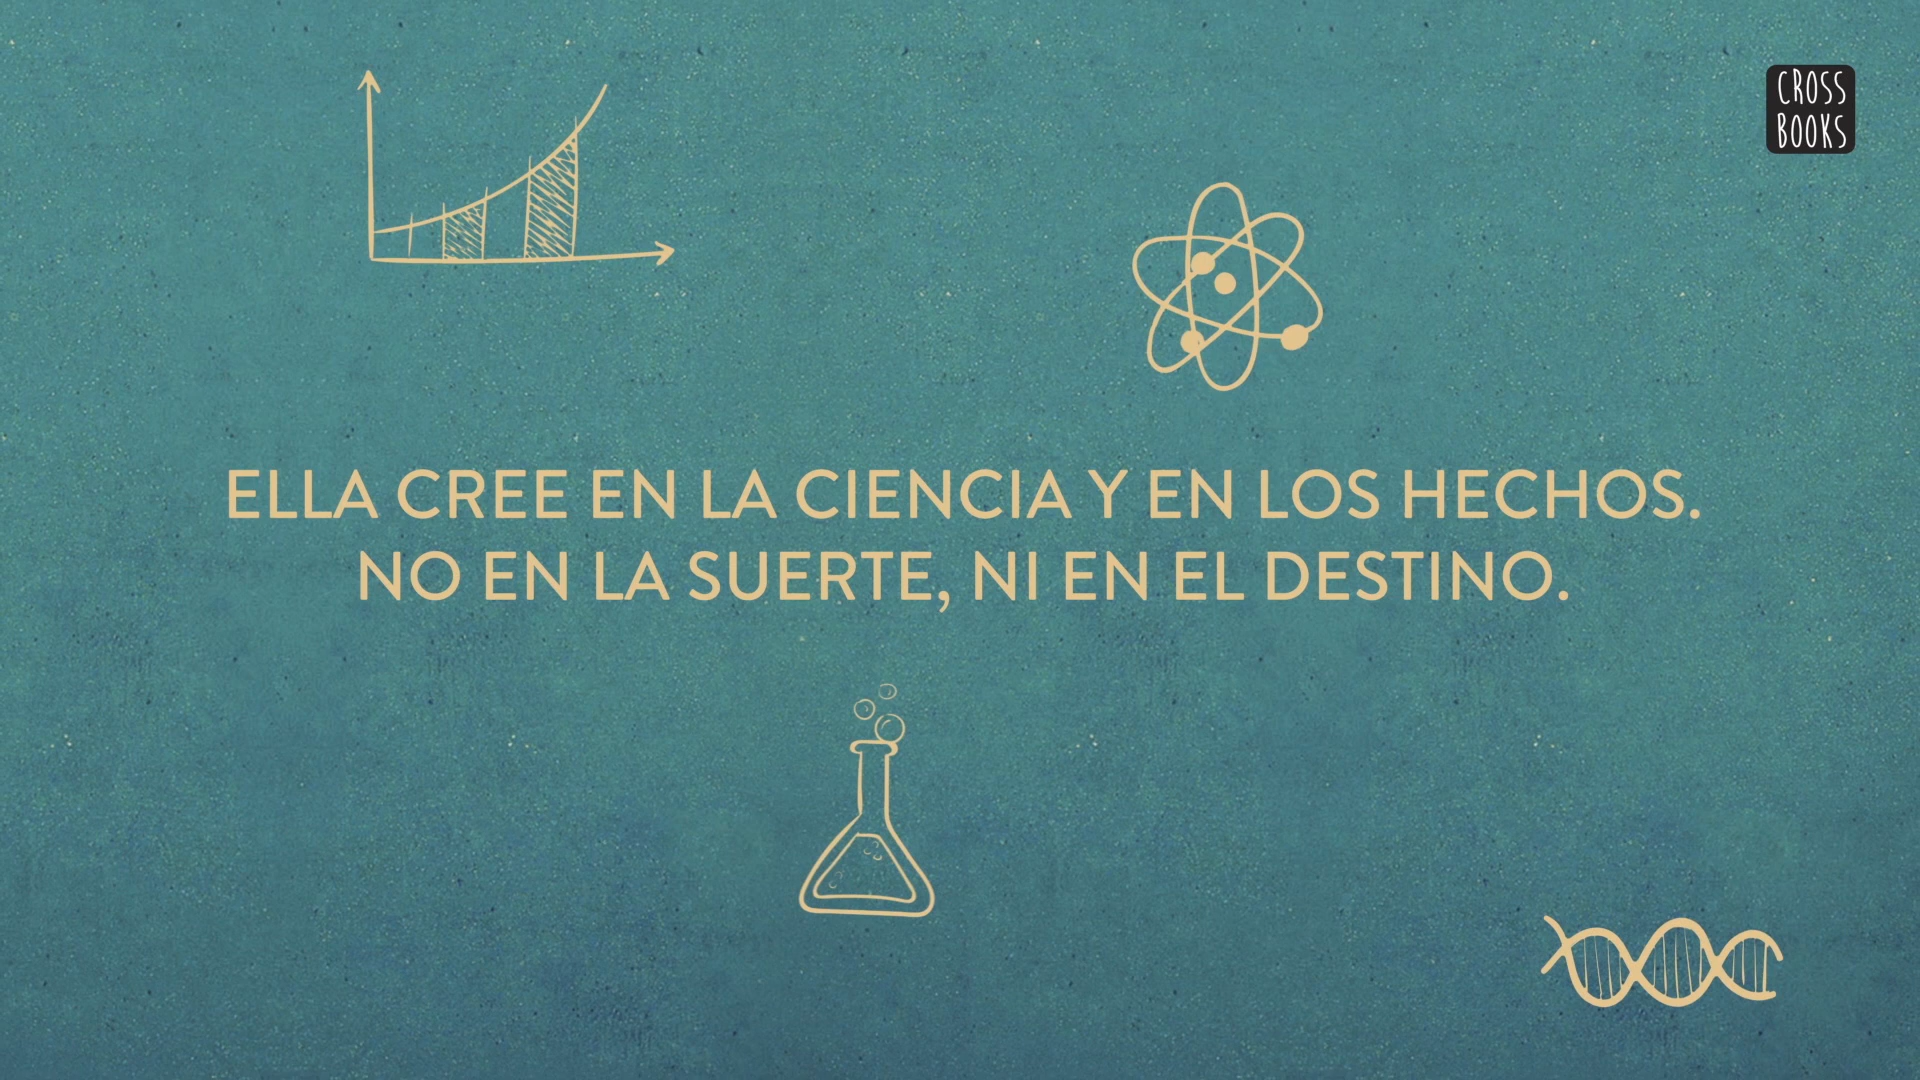 CROSS
BOOKS
ELLA CREE EN LA CIENCIA Y EN LOS HECHOS.
NO EN LA SUERTE, NI EN EL DESTINO.